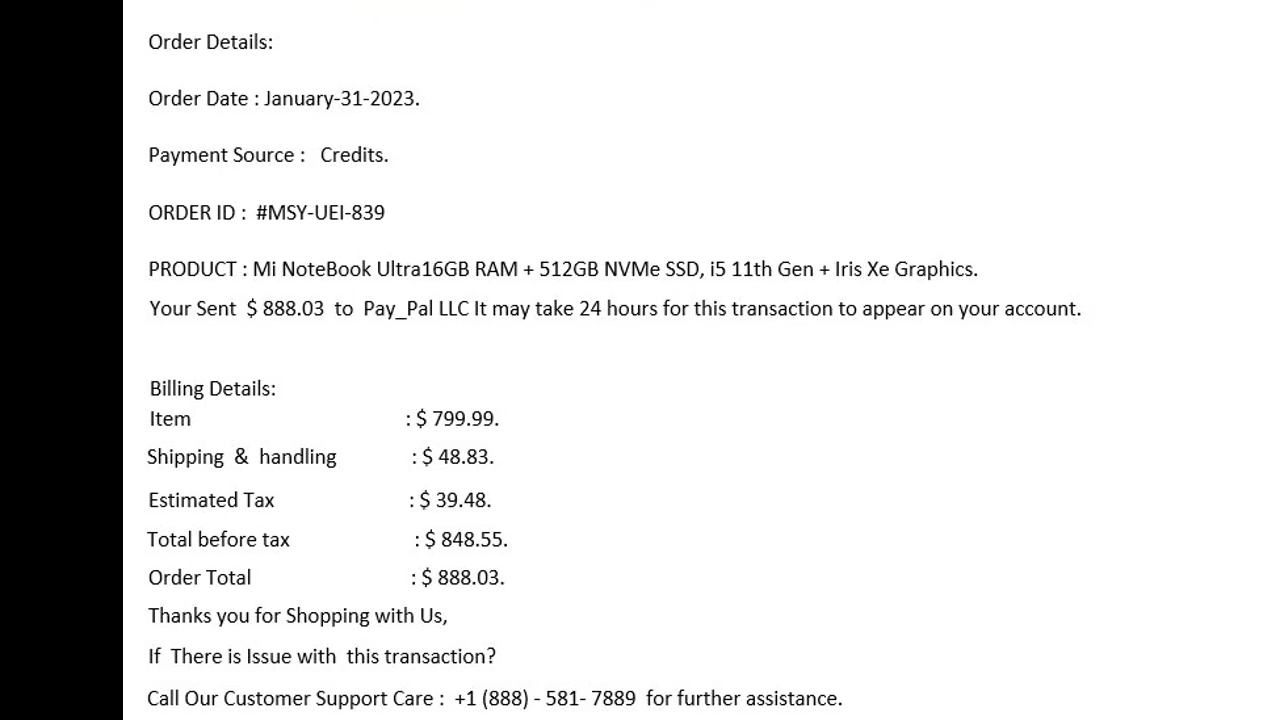 Order Details:
Order Date : January-31-2023.
Payment Source :   Credits.
ORDER ID :  #MSY-UEI-839
PRODUCT : Mi NoteBook Ultra16GB RAM + 512GB NVMe SSD, i5 11th Gen + Iris Xe Graphics.
Your Sent  $ 888.03  to  Pay_Pal LLC It may take 24 hours for this transaction to appear on your account.
Billing Details:
Item : $ 799.99.
Shipping  &  handling : $ 48.83.
Estimated Tax : $ 39.48.
Total before tax : $ 848.55.
Order Total : $ 888.03.
Thanks you for Shopping with Us,
If  There is Issue with  this transaction?
Call Our Customer Support Care :  +1 (888) - 581- 7889  for further assistance.